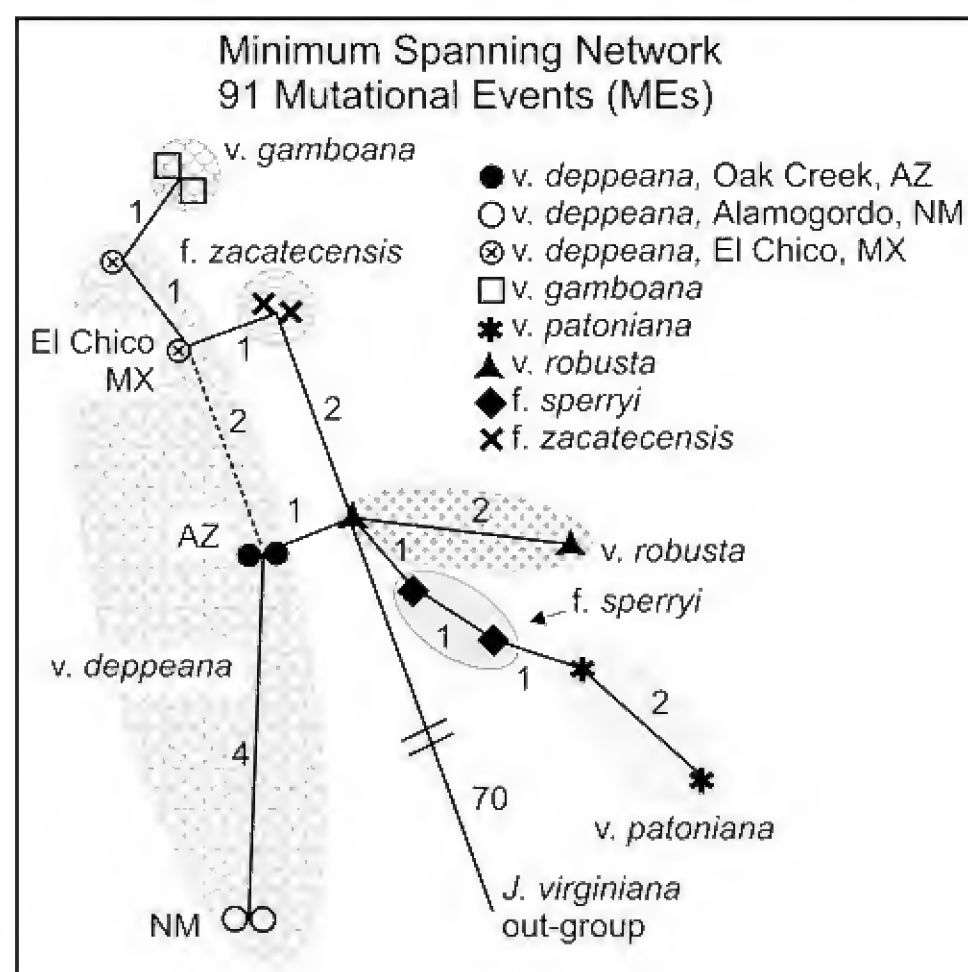 Minimum Spanning Network
91 Mutational Events (MEs)
v. gamboana
v. deppeana, Oak Creek, AZ
v. deppeana, Alamogordo, NM
v. deppeana, El Chico, MX
v. gamboana
v. patoniana
v. robusta
f. sperryi
f. zacatecensis
1
f. zacatecensis
1
El Chico
MX
1
2
2
AZ
1
2
v. robusta
1
f. sperryi
1
1
v. deppeana
2
4
70
v. patoniana
J. virginiana
out-group
NM